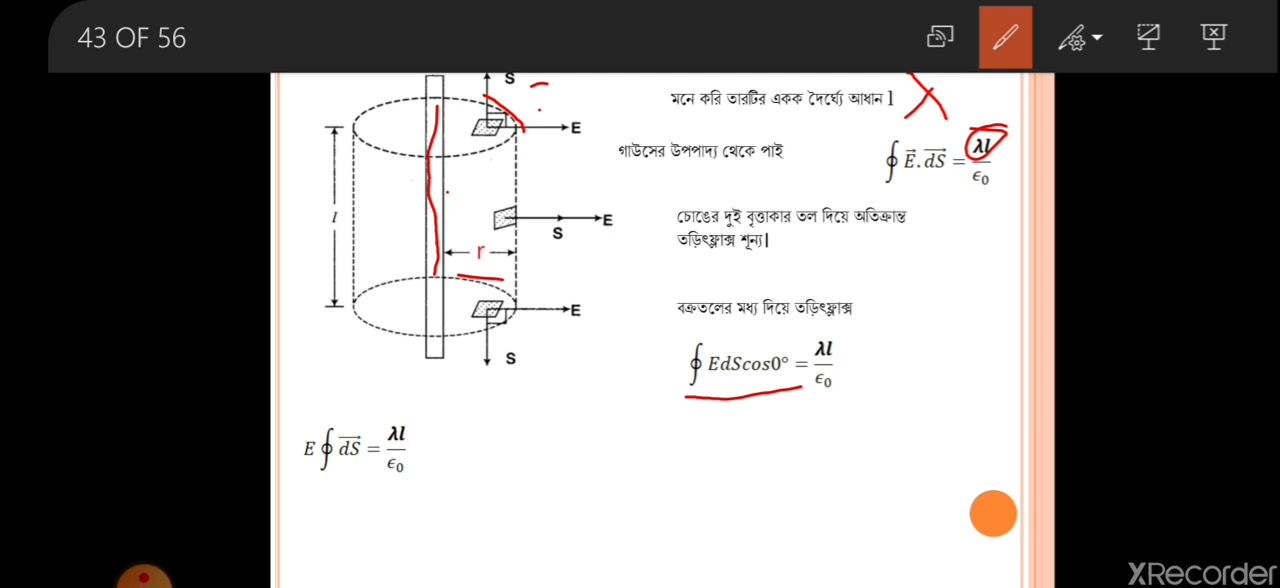 43 OF 56
S
E
মনে করি তারটির একক দৈর্ঘ্যে আধান l
গাউসের উপপাদ্য থেকে পাই
∮ E⃗.dS⃗ = λl/ϵ₀
চোঙের দুই বৃত্তাকার তল দিয়ে অতিক্রান্ত
তড়িৎফ্লাক্স শূন্য।
l
E
S
r
E
S
বক্রতলের মধ্য দিয়ে তড়িৎফ্লাক্স
∮ EdScos0° = λl/ϵ₀
E∮ dS⃗ = λl/ϵ₀
XRecorder